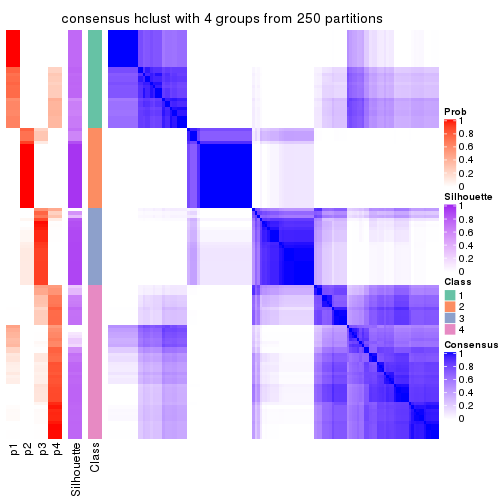 consensus hclust with 4 groups from 250 partitions
Prob
1
0.8
0.6
0.4
0.2
0
Silhouette
1
0.8
0.6
0.4
0.2
0
Class
1
2
3
4
Consensus
1
0.8
0.6
0.4
0.2
0
p1
p2
p3
p4
Silhouette
Class